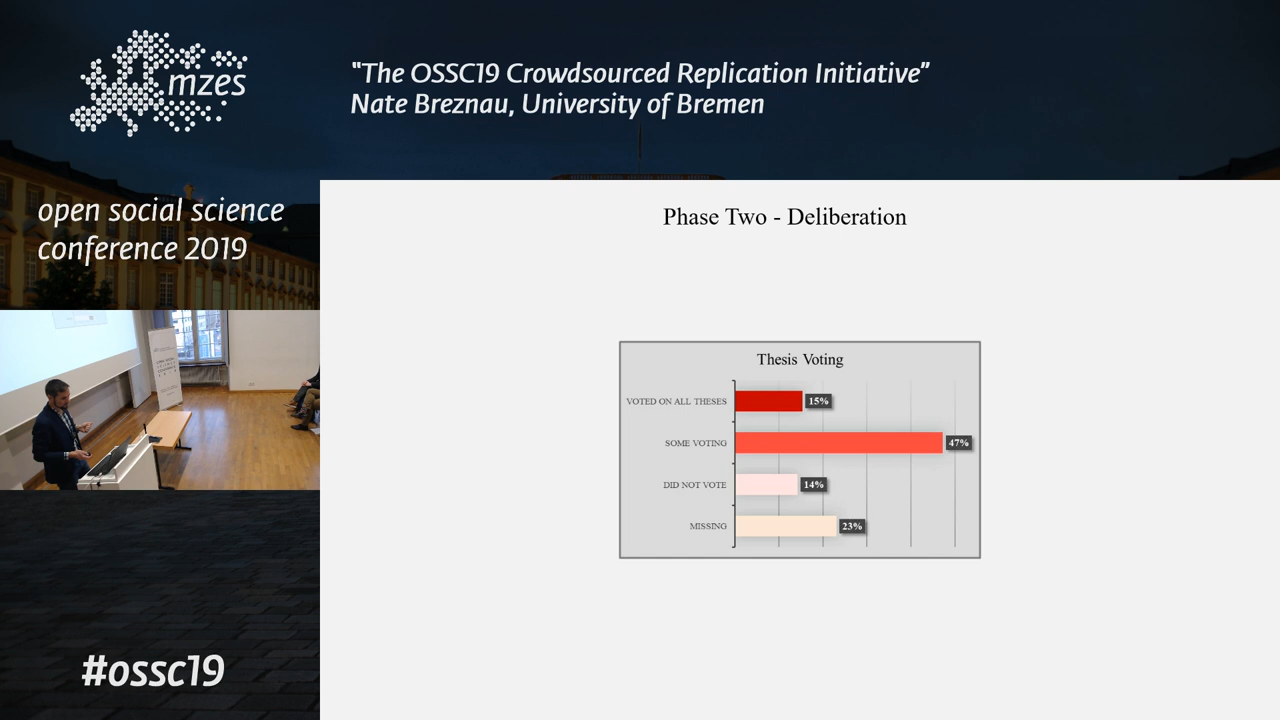 mzes
"The OSSC19 Crowdsourced Replication Initiative"
Nate Breznau, University of Bremen
open social science
conference 2019
Phase Two - Deliberation
Thesis Voting
VOTED ON ALL THESES
15%
SOME VOTING
47%
DID NOT VOTE
14%
MISSING
23%
#ossc19